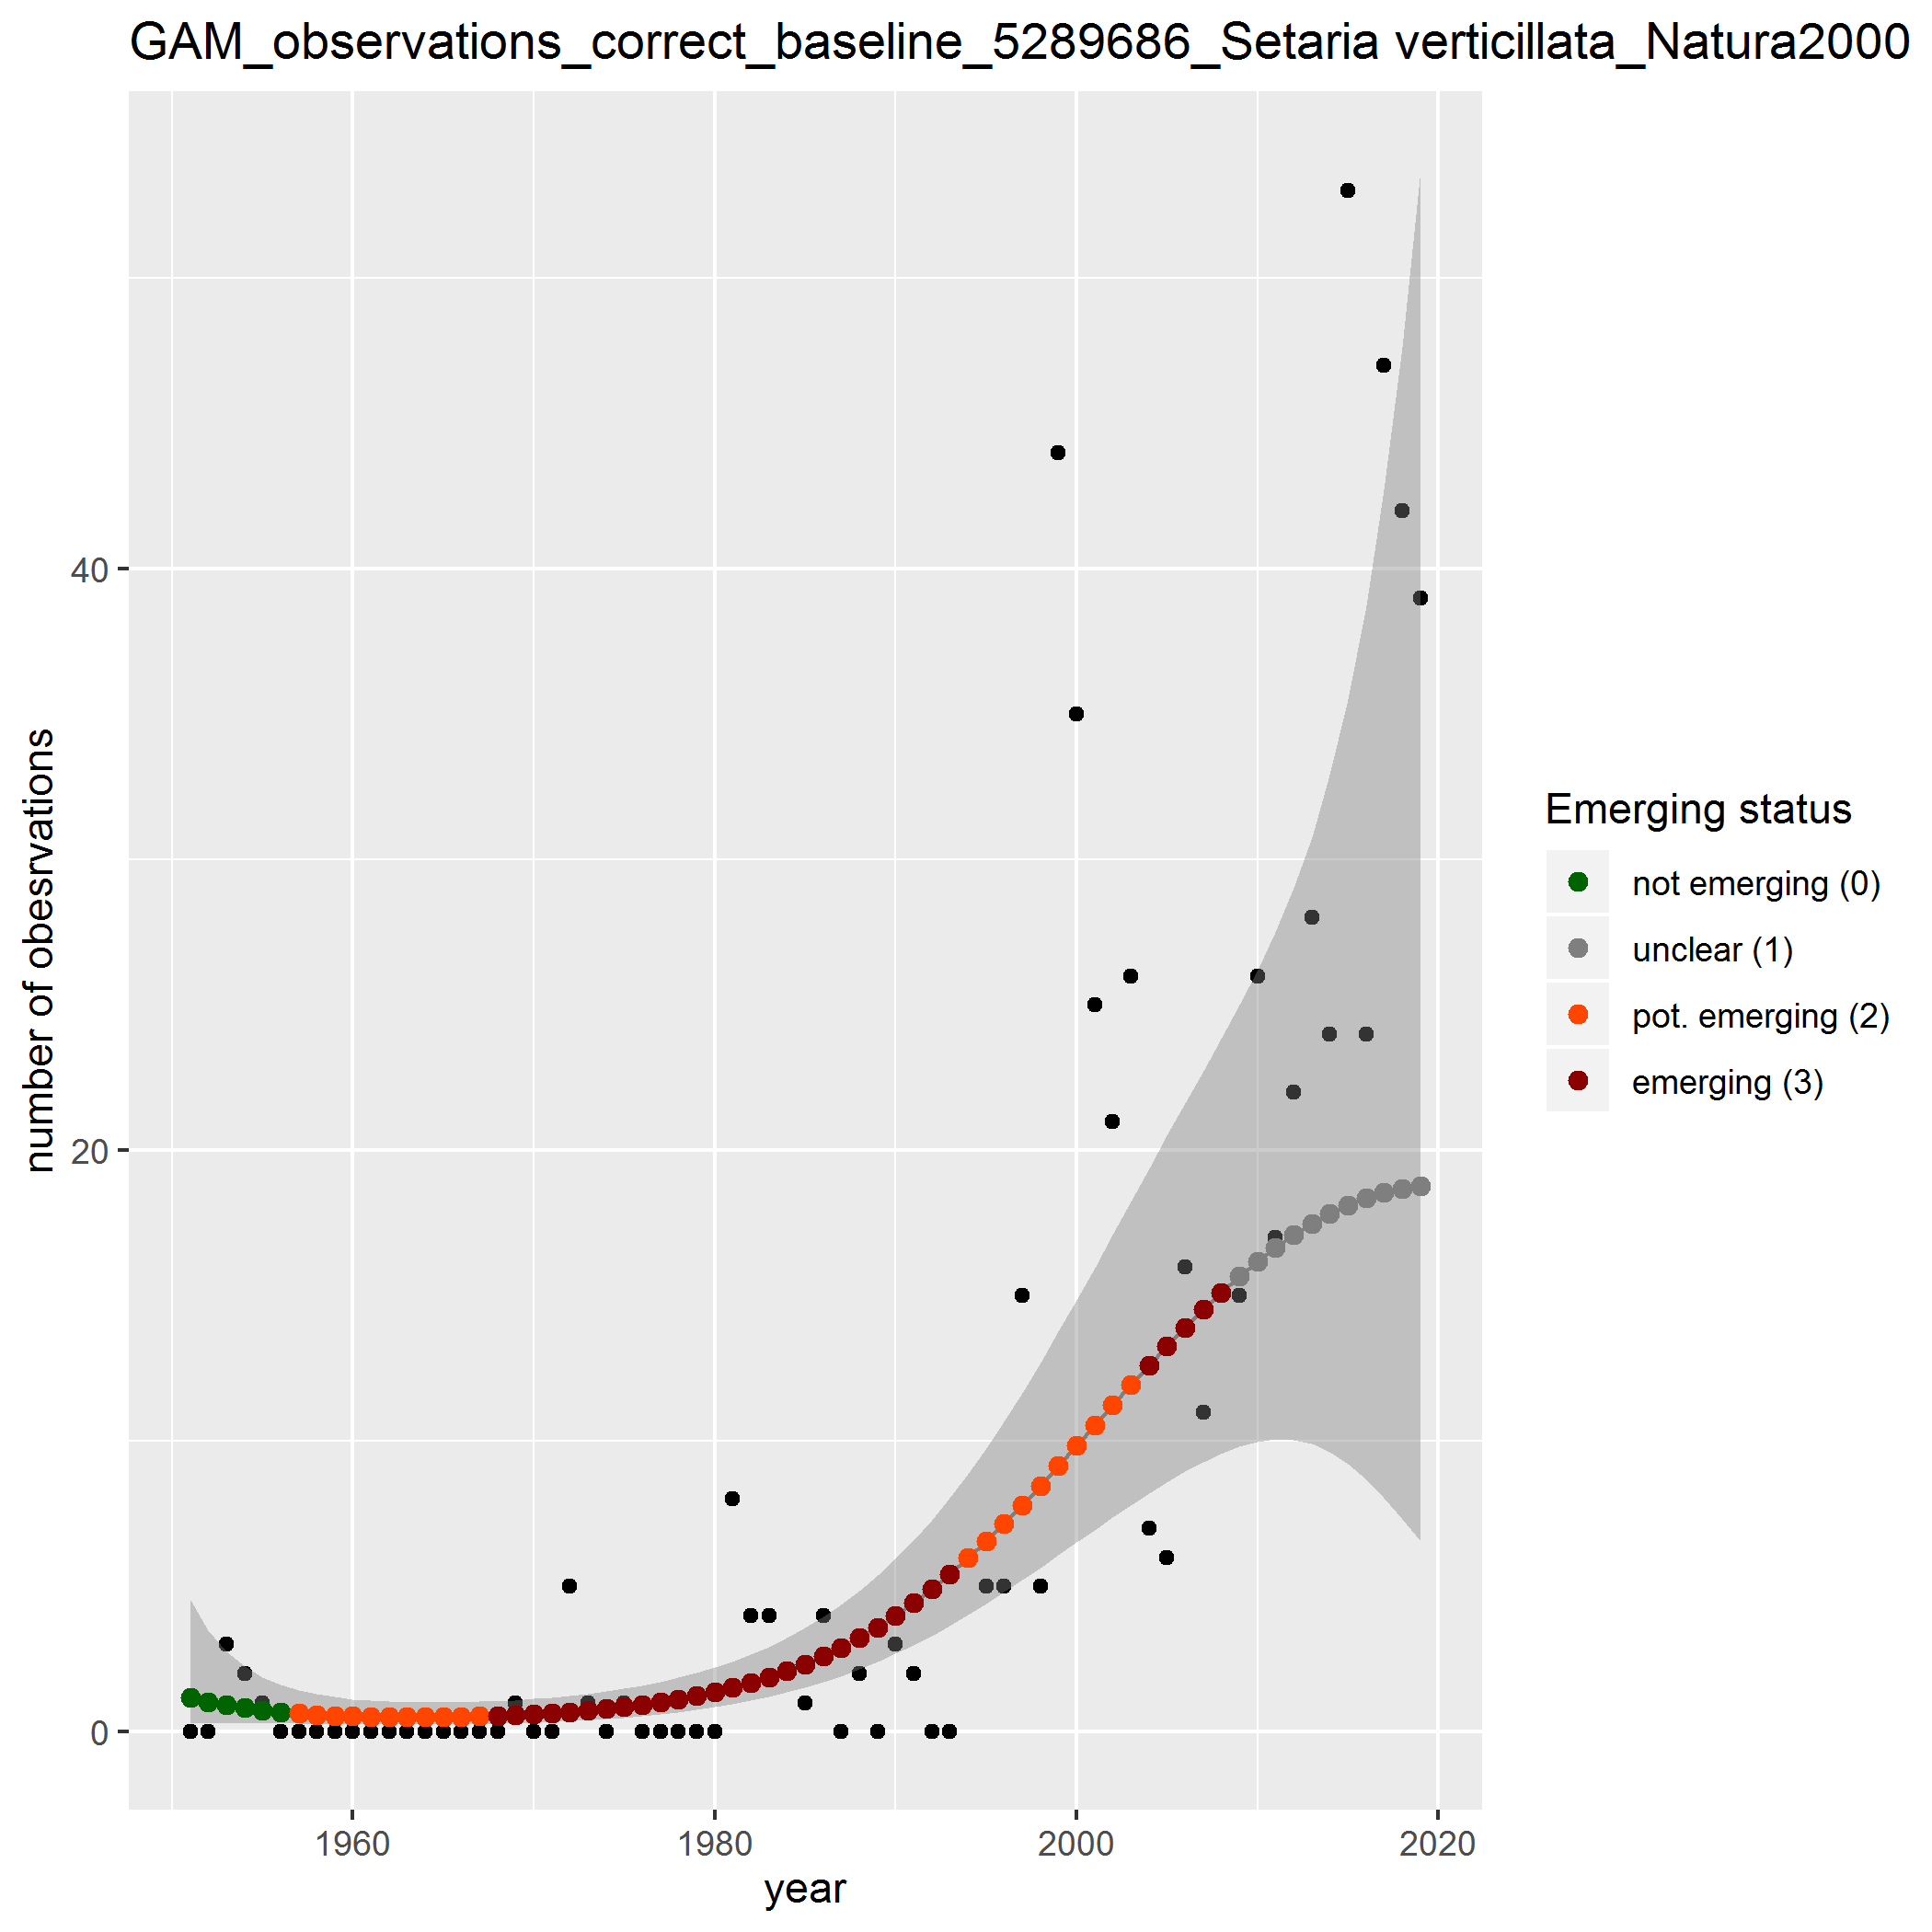 GAM_observations_correct_baseline_5289686_Setaria verticillata_Natura2000
number of obesrvations
40
20
0
1960
1980
2000
2020
year
Emerging status
not emerging (0)
unclear (1)
pot. emerging (2)
emerging (3)